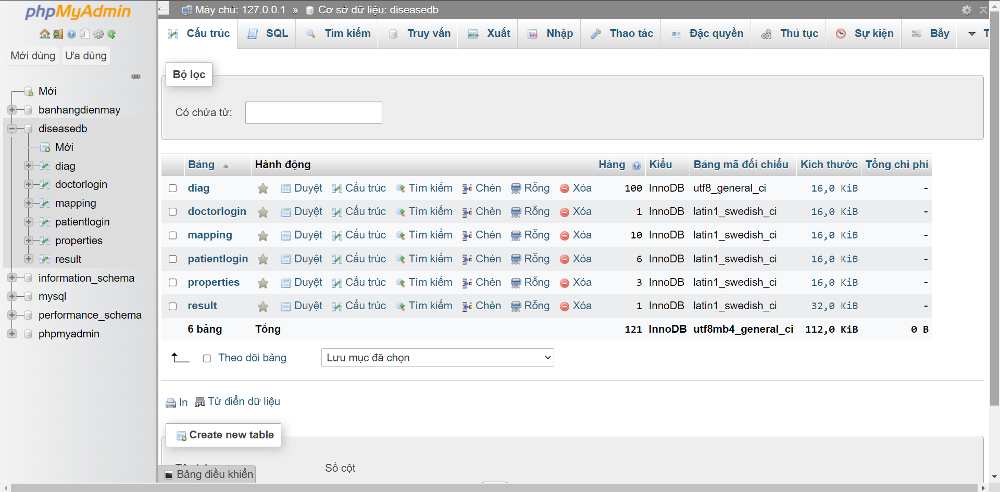 phpMyAdmin
Mới dùng Ưa dùng
Mới
banhangdienmay
diseasedb
Mới
diag
doctorlogin
mapping
patientlogin
properties
result
information_schema
mysql
performance_schema
phpmyadmin
Máy chủ: 127.0.0.1 » Cơ sở dữ liệu: diseasedb
Cấu trúc SQL Tìm kiếm Truy vấn Xuất Nhập Thao tác Đặc quyền Thủ tục Sự kiện Bẫy T
Bộ lọc
Có chứa từ:
Bảng Hành động Hàng Kiểu Bảng mã đối chiếu Kích thước Tổng chi phí
diag Duyệt Cấu trúc Tìm kiếm Chèn Rỗng Xóa 100 InnoDB utf8_general_ci 16,0 KiB -
doctorlogin Duyệt Cấu trúc Tìm kiếm Chèn Rỗng Xóa 1 InnoDB latin1_swedish_ci 16,0 KiB -
mapping Duyệt Cấu trúc Tìm kiếm Chèn Rỗng Xóa 10 InnoDB latin1_swedish_ci 16,0 KiB -
patientlogin Duyệt Cấu trúc Tìm kiếm Chèn Rỗng Xóa 6 InnoDB latin1_swedish_ci 16,0 KiB -
properties Duyệt Cấu trúc Tìm kiếm Chèn Rỗng Xóa 3 InnoDB latin1_swedish_ci 16,0 KiB -
result Duyệt Cấu trúc Tìm kiếm Chèn Rỗng Xóa 1 InnoDB latin1_swedish_ci 32,0 KiB -
6 bảng Tổng 121 InnoDB utf8mb4_general_ci 112,0 KiB 0 B
Theo dõi bảng Lưu mục đã chọn
In Từ điển dữ liệu
Create new table
Số cột
Bảng điều khiển